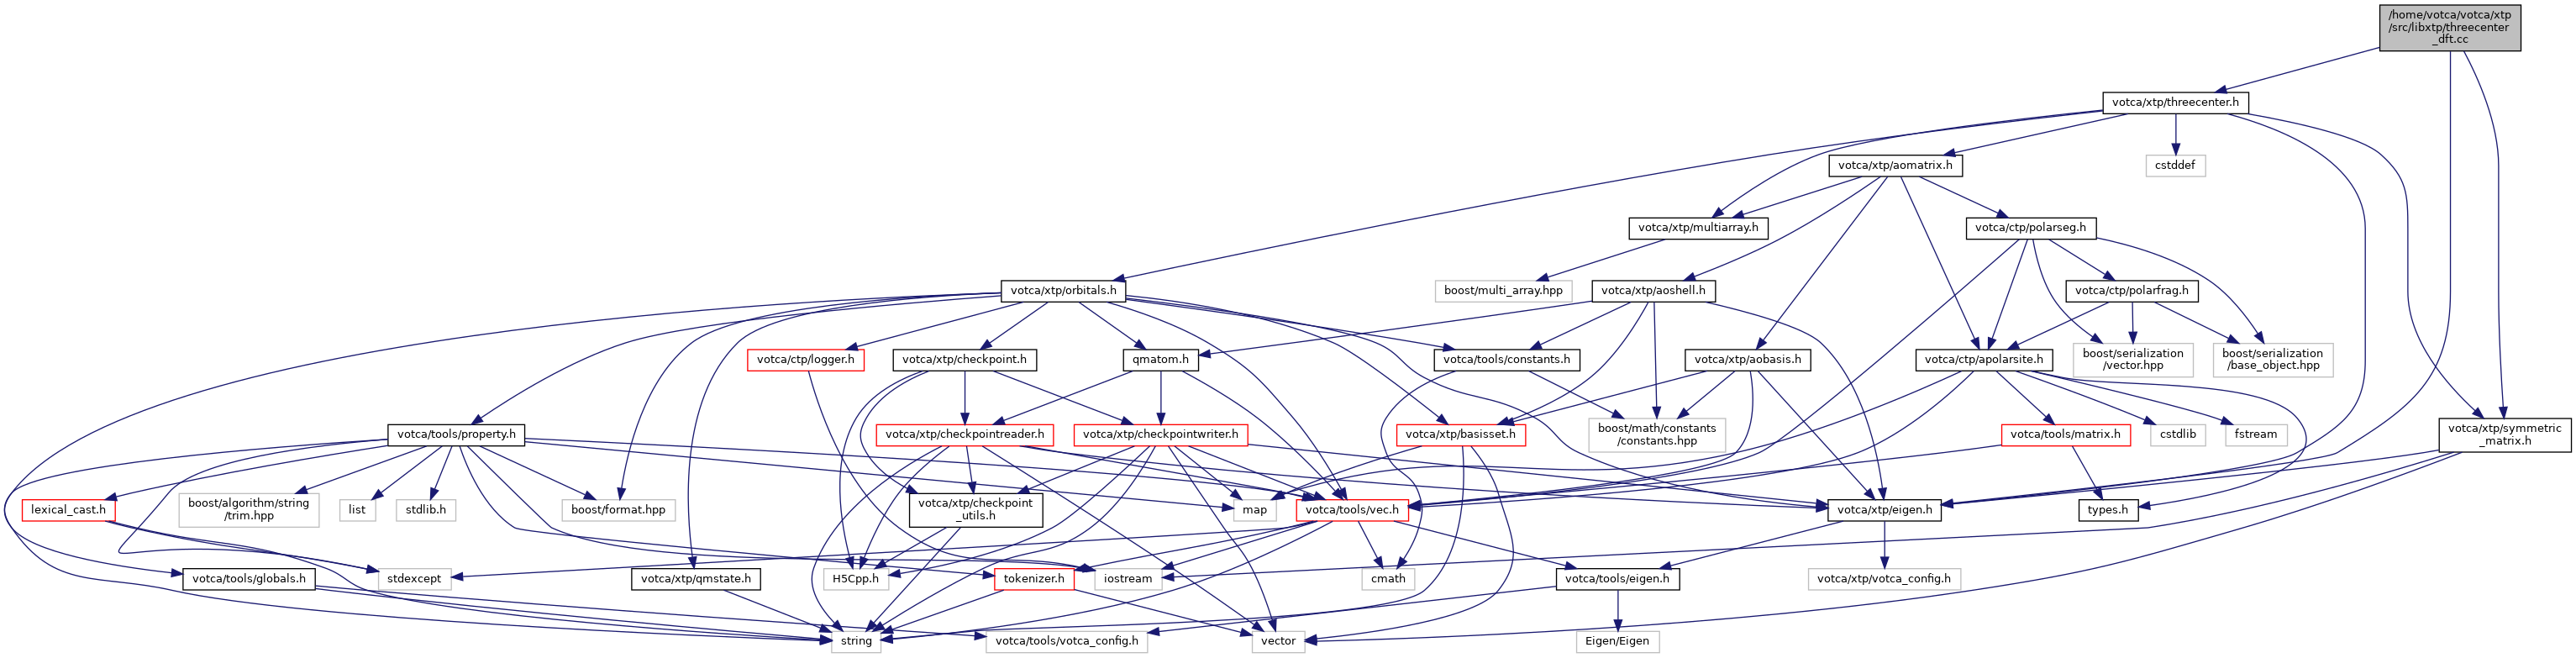 /home/votca/votca/xtp
/src/libxtp/threecenter
_dft.cc
votca/xtp/threecenter.h
votca/xtp/aomatrix.h
cstddef
votca/xtp/multiarray.h
votca/ctp/polarseg.h
votca/xtp/orbitals.h
boost/multi_array.hpp
votca/xtp/aoshell.h
votca/ctp/polarfrag.h
votca/ctp/logger.h
votca/xtp/checkpoint.h
qmatom.h
votca/tools/constants.h
votca/xtp/aobasis.h
votca/ctp/apolarsite.h
boost/serialization
/vector.hpp
boost/serialization
/base_object.hpp
votca/tools/property.h
votca/xtp/checkpointreader.h
votca/xtp/checkpointwriter.h
votca/xtp/basisset.h
boost/math/constants
/constants.hpp
votca/tools/matrix.h
cstdlib
fstream
votca/xtp/symmetric
_matrix.h
lexical_cast.h
boost/algorithm/string
/trim.hpp
list
stdlib.h
boost/format.hpp
votca/xtp/checkpoint
_utils.h
map
votca/tools/vec.h
votca/xtp/eigen.h
types.h
votca/tools/globals.h
stdexcept
votca/xtp/qmstate.h
H5Cpp.h
tokenizer.h
iostream
cmath
votca/tools/eigen.h
votca/xtp/votca_config.h
string
votca/tools/votca_config.h
vector
Eigen/Eigen